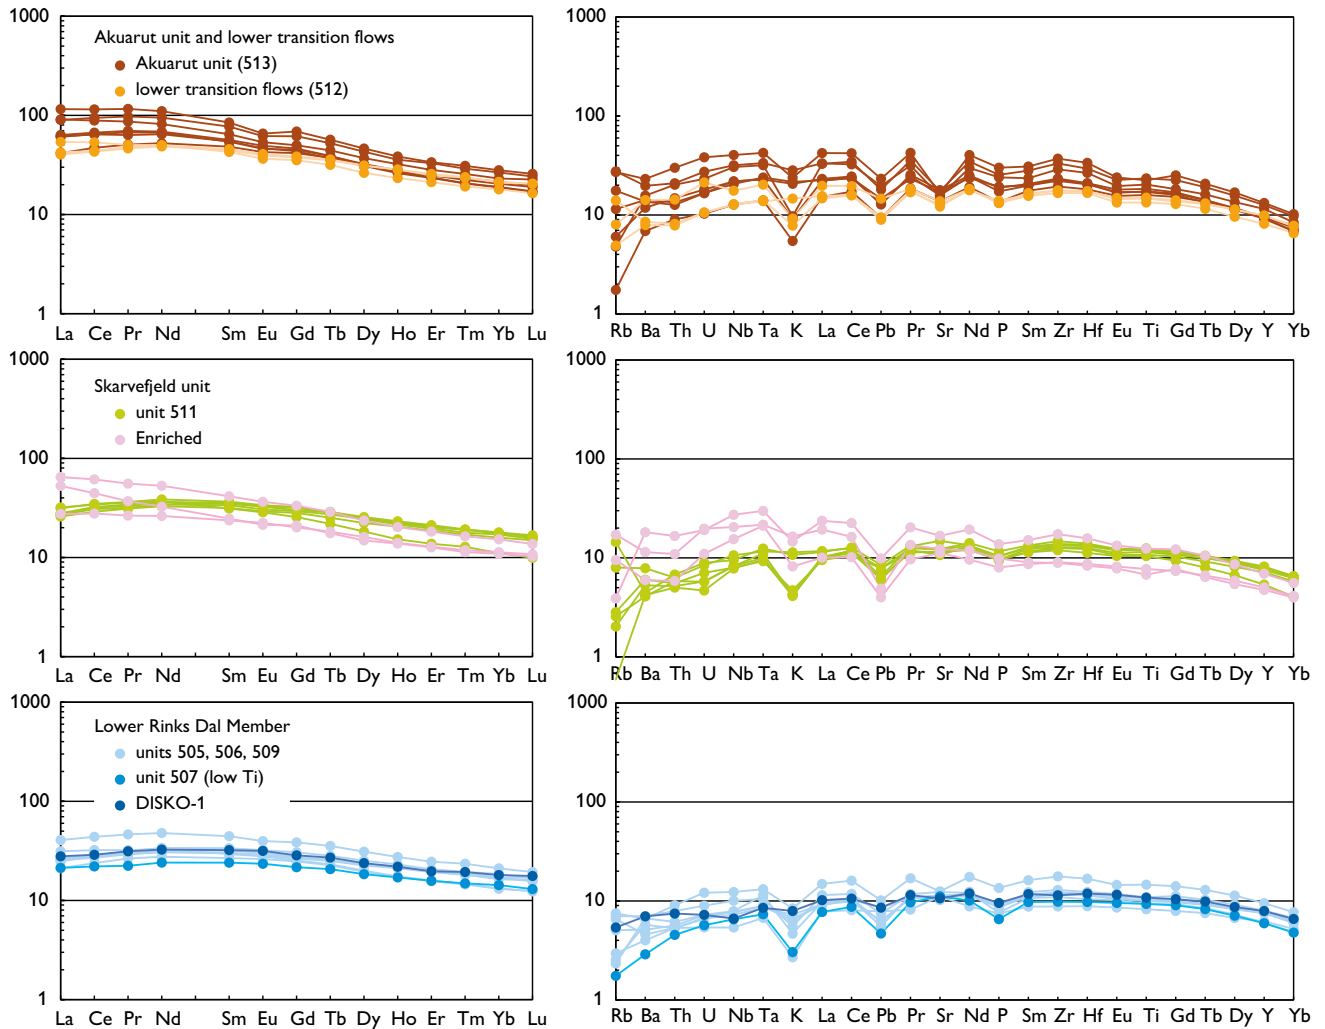 1000
Akuarut unit and lower transition flows
Akuarut unit (513)
lower transition flows (512)
100
10
1
La Ce Pr Nd Sm Eu Gd Tb Dy Ho Er Tm Yb Lu
1000
100
10
1
Rb Ba Th U Nb Ta K La Ce Pb Pr Sr Nd P Sm Zr Hf Eu Ti Gd Tb Dy Y Yb
1000
Skarvefjeld unit
unit 511
Enriched
100
10
1
La Ce Pr Nd Sm Eu Gd Tb Dy Ho Er Tm Yb Lu
1000
100
10
1
Rb Ba Th U Nb Ta K La Ce Pb Pr Sr Nd P Sm Zr Hf Eu Ti Gd Tb Dy Y Yb
1000
Lower Rinks Dal Member
units 505, 506, 509
unit 507 (low Ti)
DISKO-1
100
10
1
La Ce Pr Nd Sm Eu Gd Tb Dy Ho Er Tm Yb Lu
1000
100
10
1
Rb Ba Th U Nb Ta K La Ce Pb Pr Sr Nd P Sm Zr Hf Eu Ti Gd Tb Dy Y Yb